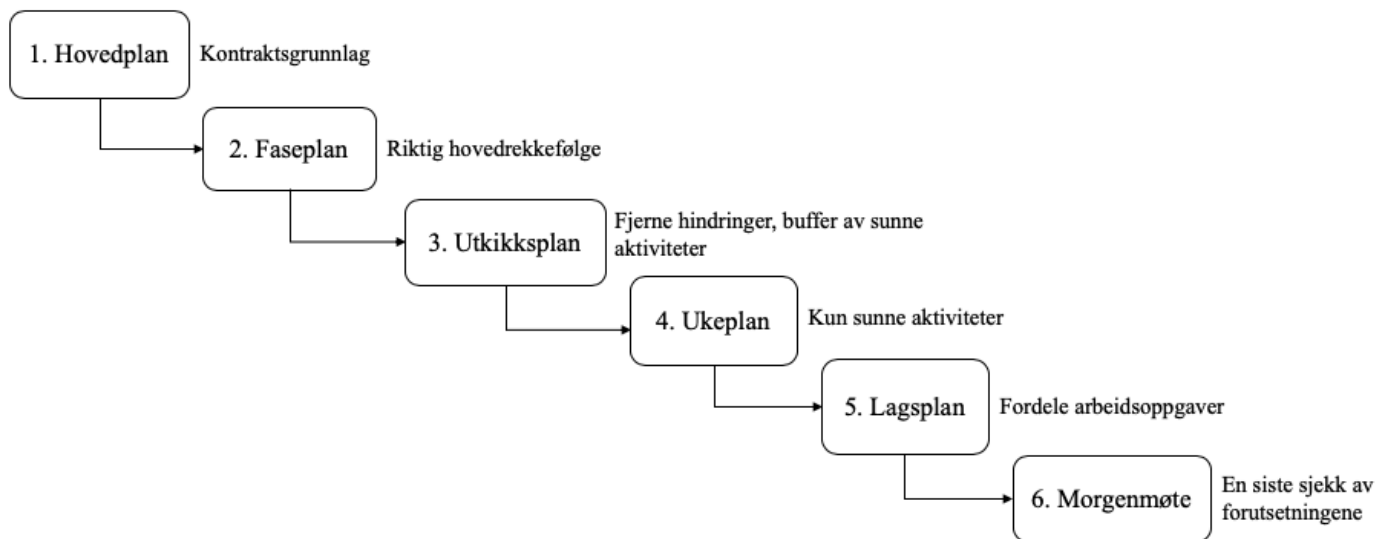 1. Hovedplan
Kontraktsgrunnlag
2. Faseplan
Riktig hovedrekkefølge
3. Utkikksplan
Fjerne hindringer, buffer av sunne
aktiviteter
4. Ukeplan
Kun sunne aktiviteter
5. Lagsplan
Fordele arbeidsoppgaver
6. Morgenmøte
En siste sjekk av
forutsetningene